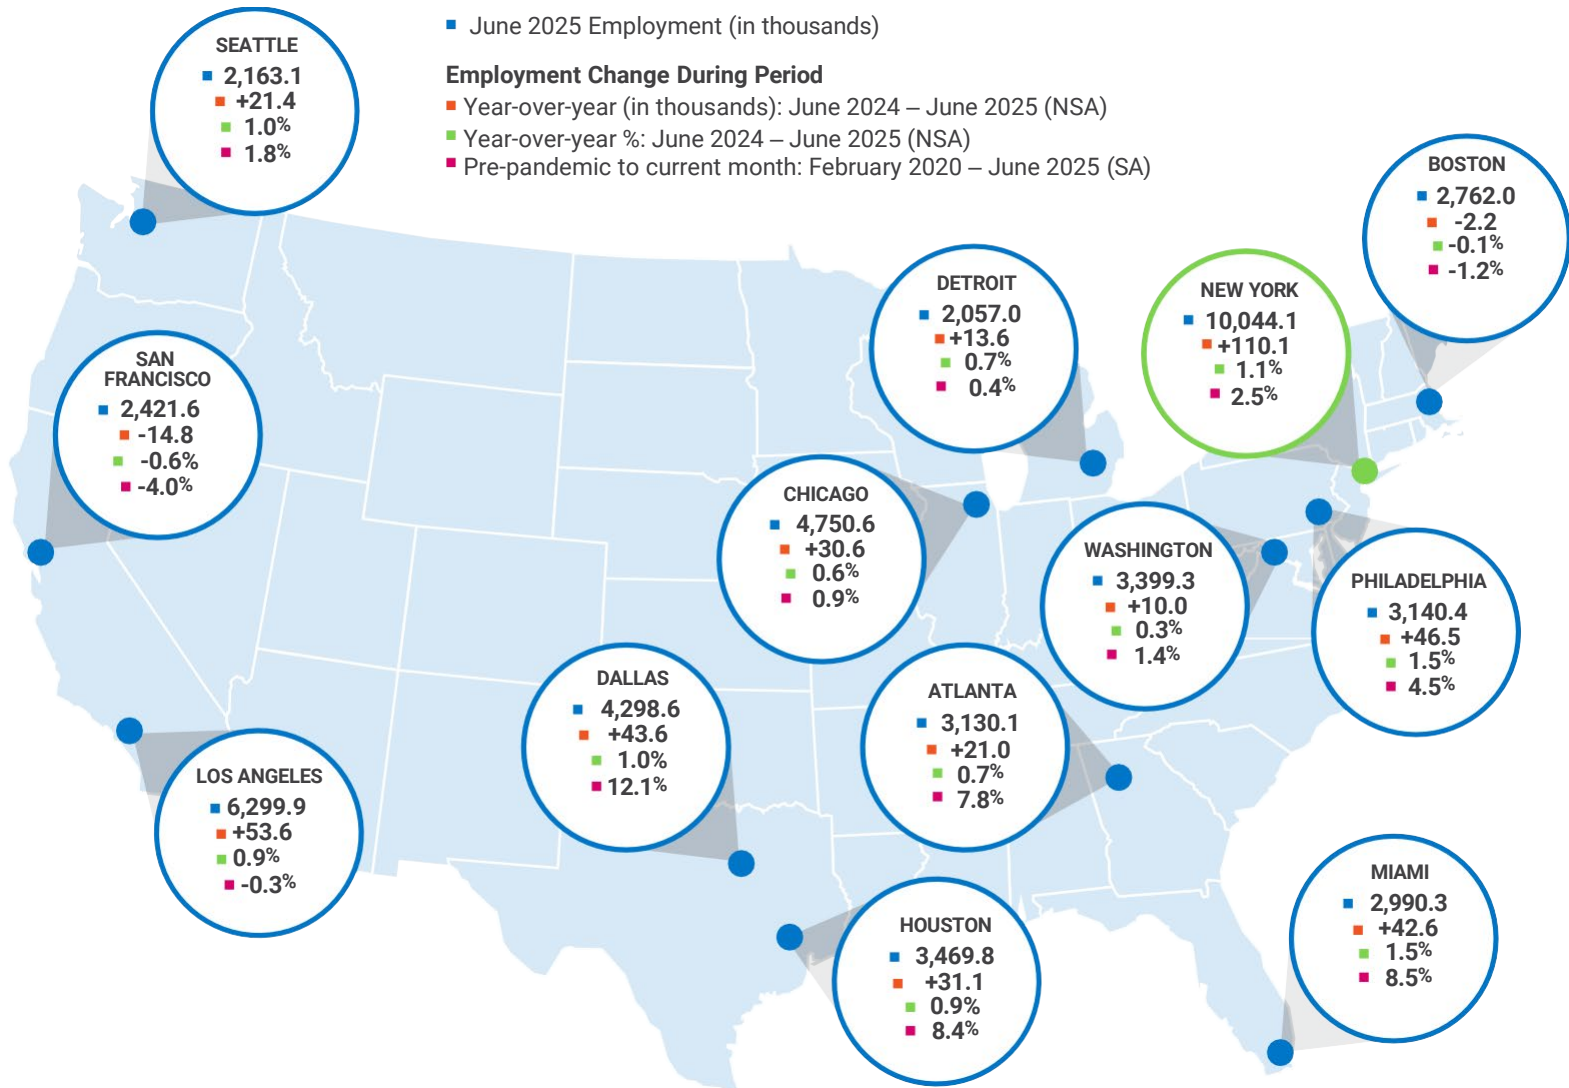 June 2025 Employment (in thousands)
Employment Change During Period
Year-over-year (in thousands): June 2024 – June 2025 (NSA)
Year-over-year %: June 2024 – June 2025 (NSA)
Pre-pandemic to current month: February 2020 – June 2025 (SA)
SEATTLE
2,163.1
+21.4
1.0%
1.8%
BOSTON
2,762.0
-2.2
-0.1%
-1.2%
DETROIT
2,057.0
+13.6
0.7%
0.4%
NEW YORK
10,044.1
+110.1
1.1%
2.5%
SAN
FRANCISCO
2,421.6
-14.8
-0.6%
-4.0%
CHICAGO
4,750.6
+30.6
0.6%
0.9%
WASHINGTON
3,399.3
+10.0
0.3%
1.4%
PHILADELPHIA
3,140.4
+46.5
1.5%
4.5%
DALLAS
4,298.6
+43.6
1.0%
12.1%
ATLANTA
3,130.1
+21.0
0.7%
7.8%
LOS ANGELES
6,299.9
+53.6
0.9%
-0.3%
HOUSTON
3,469.8
+31.1
0.9%
8.4%
MIAMI
2,990.3
+42.6
1.5%
8.5%